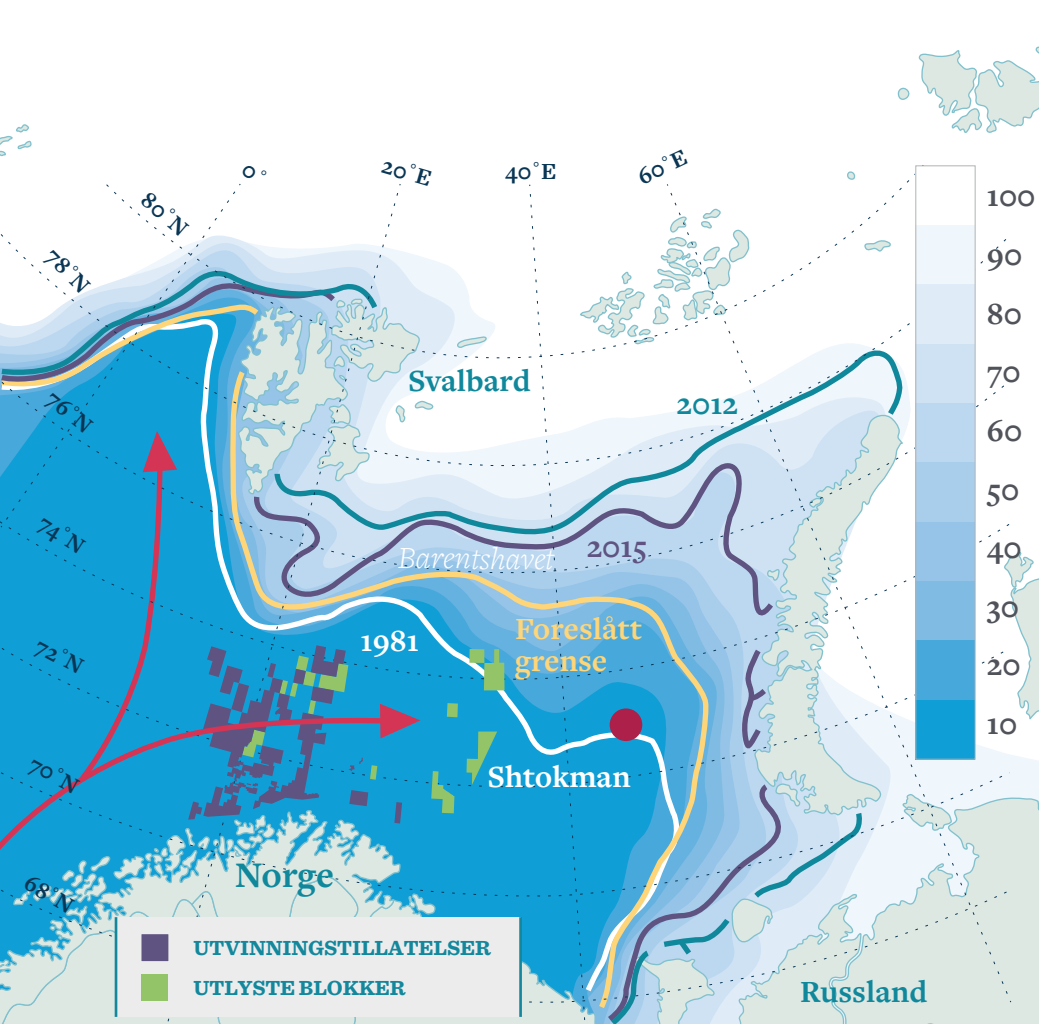 0°
20°E
40°E
60°E
80°N
78°N
76°N
74°N
72°N
70°N
68°N
100
90
80
70
60
50
40
30
20
10
Svalbard
2012
2015
Barentshavet
Foreslått
grense
1981
Shtokman
Norge
Russland
UTVINNINGSTILLATELSER
UTLYSTE BLOKKER